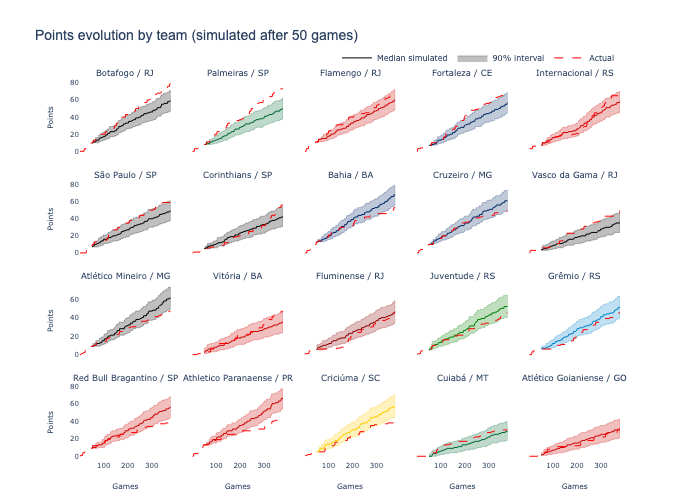 Points evolution by team (simulated after 50 games)
Median simulated 90% interval Actual
Botafogo / RJ Palmeiras / SP Flamengo / RJ Fortaleza / CE Internacional / RS
80
60
40
20
0
Points
São Paulo / SP Corinthians / SP Bahia / BA Cruzeiro / MG Vasco da Gama / RJ
80
60
40
20
0
Points
Atlético Mineiro / MG Vitória / BA Fluminense / RJ Juventude / RS Grêmio / RS
60
40
20
0
Points
Red Bull Bragantino / SP Athletico Paranaense / PR Criciúma / SC Cuiabá / MT Atlético Goianiense / GO
80
60
40
20
0
Points
100 200 300 100 200 300 100 200 300 100 200 300 100 200 300
Games Games Games Games Games